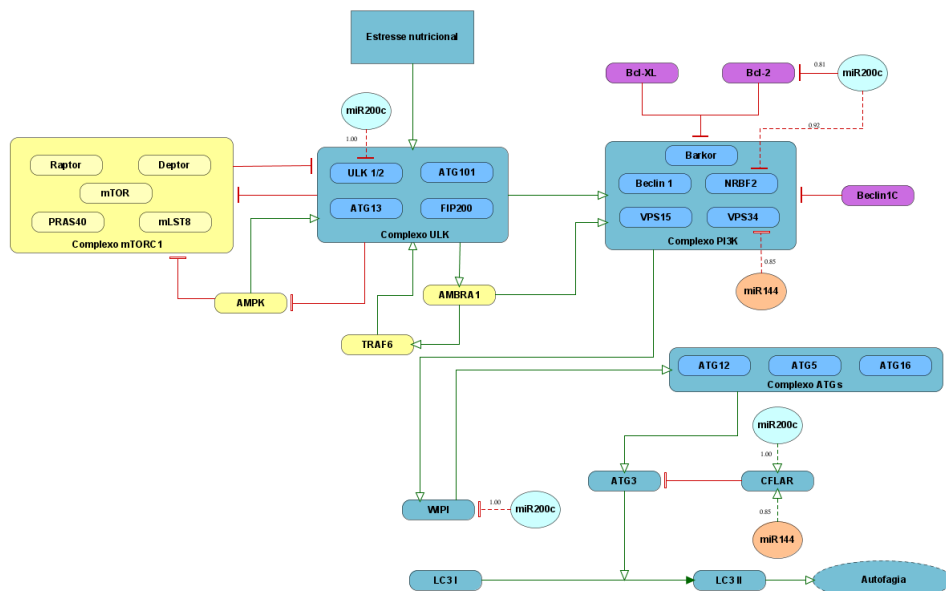 Estresse nutricional
Bcl-XL
Bcl-2
0.81
miR200c
miR200c
1.00
0.92
Raptor
Deptor
mTOR
PRAS40
mLST8
Complexo mTORC1
ULK 1/2
ATG101
ATG13
FIP200
Complexo ULK
Barkor
Beclin 1
NRBF2
VPS15
VPS34
Complexo PI3K
Beclin1C
0.85
miR144
AMPK
AMBRA1
TRAF6
ATG12
ATG5
ATG16
Complexo ATGs
miR200c
1.00
ATG3
CFLAR
WIPI
1.00
miR200c
0.85
miR144
LC3 I
LC3 II
Autofagia